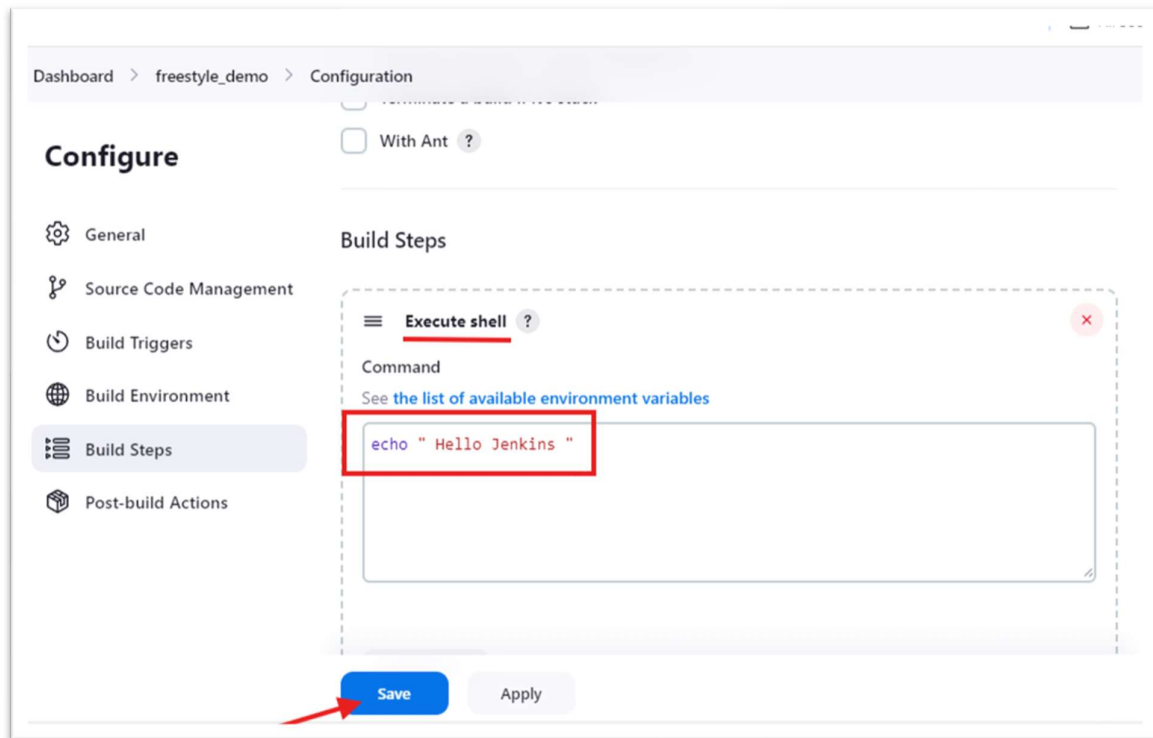 Dashboard > freestyle_demo > Configuration
With Ant ?
Configure
General
Source Code Management
Build Triggers
Build Environment
Build Steps
Post-build Actions
Build Steps
Execute shell ?
Command
See the list of available environment variables
echo " Hello Jenkins "
Save Apply